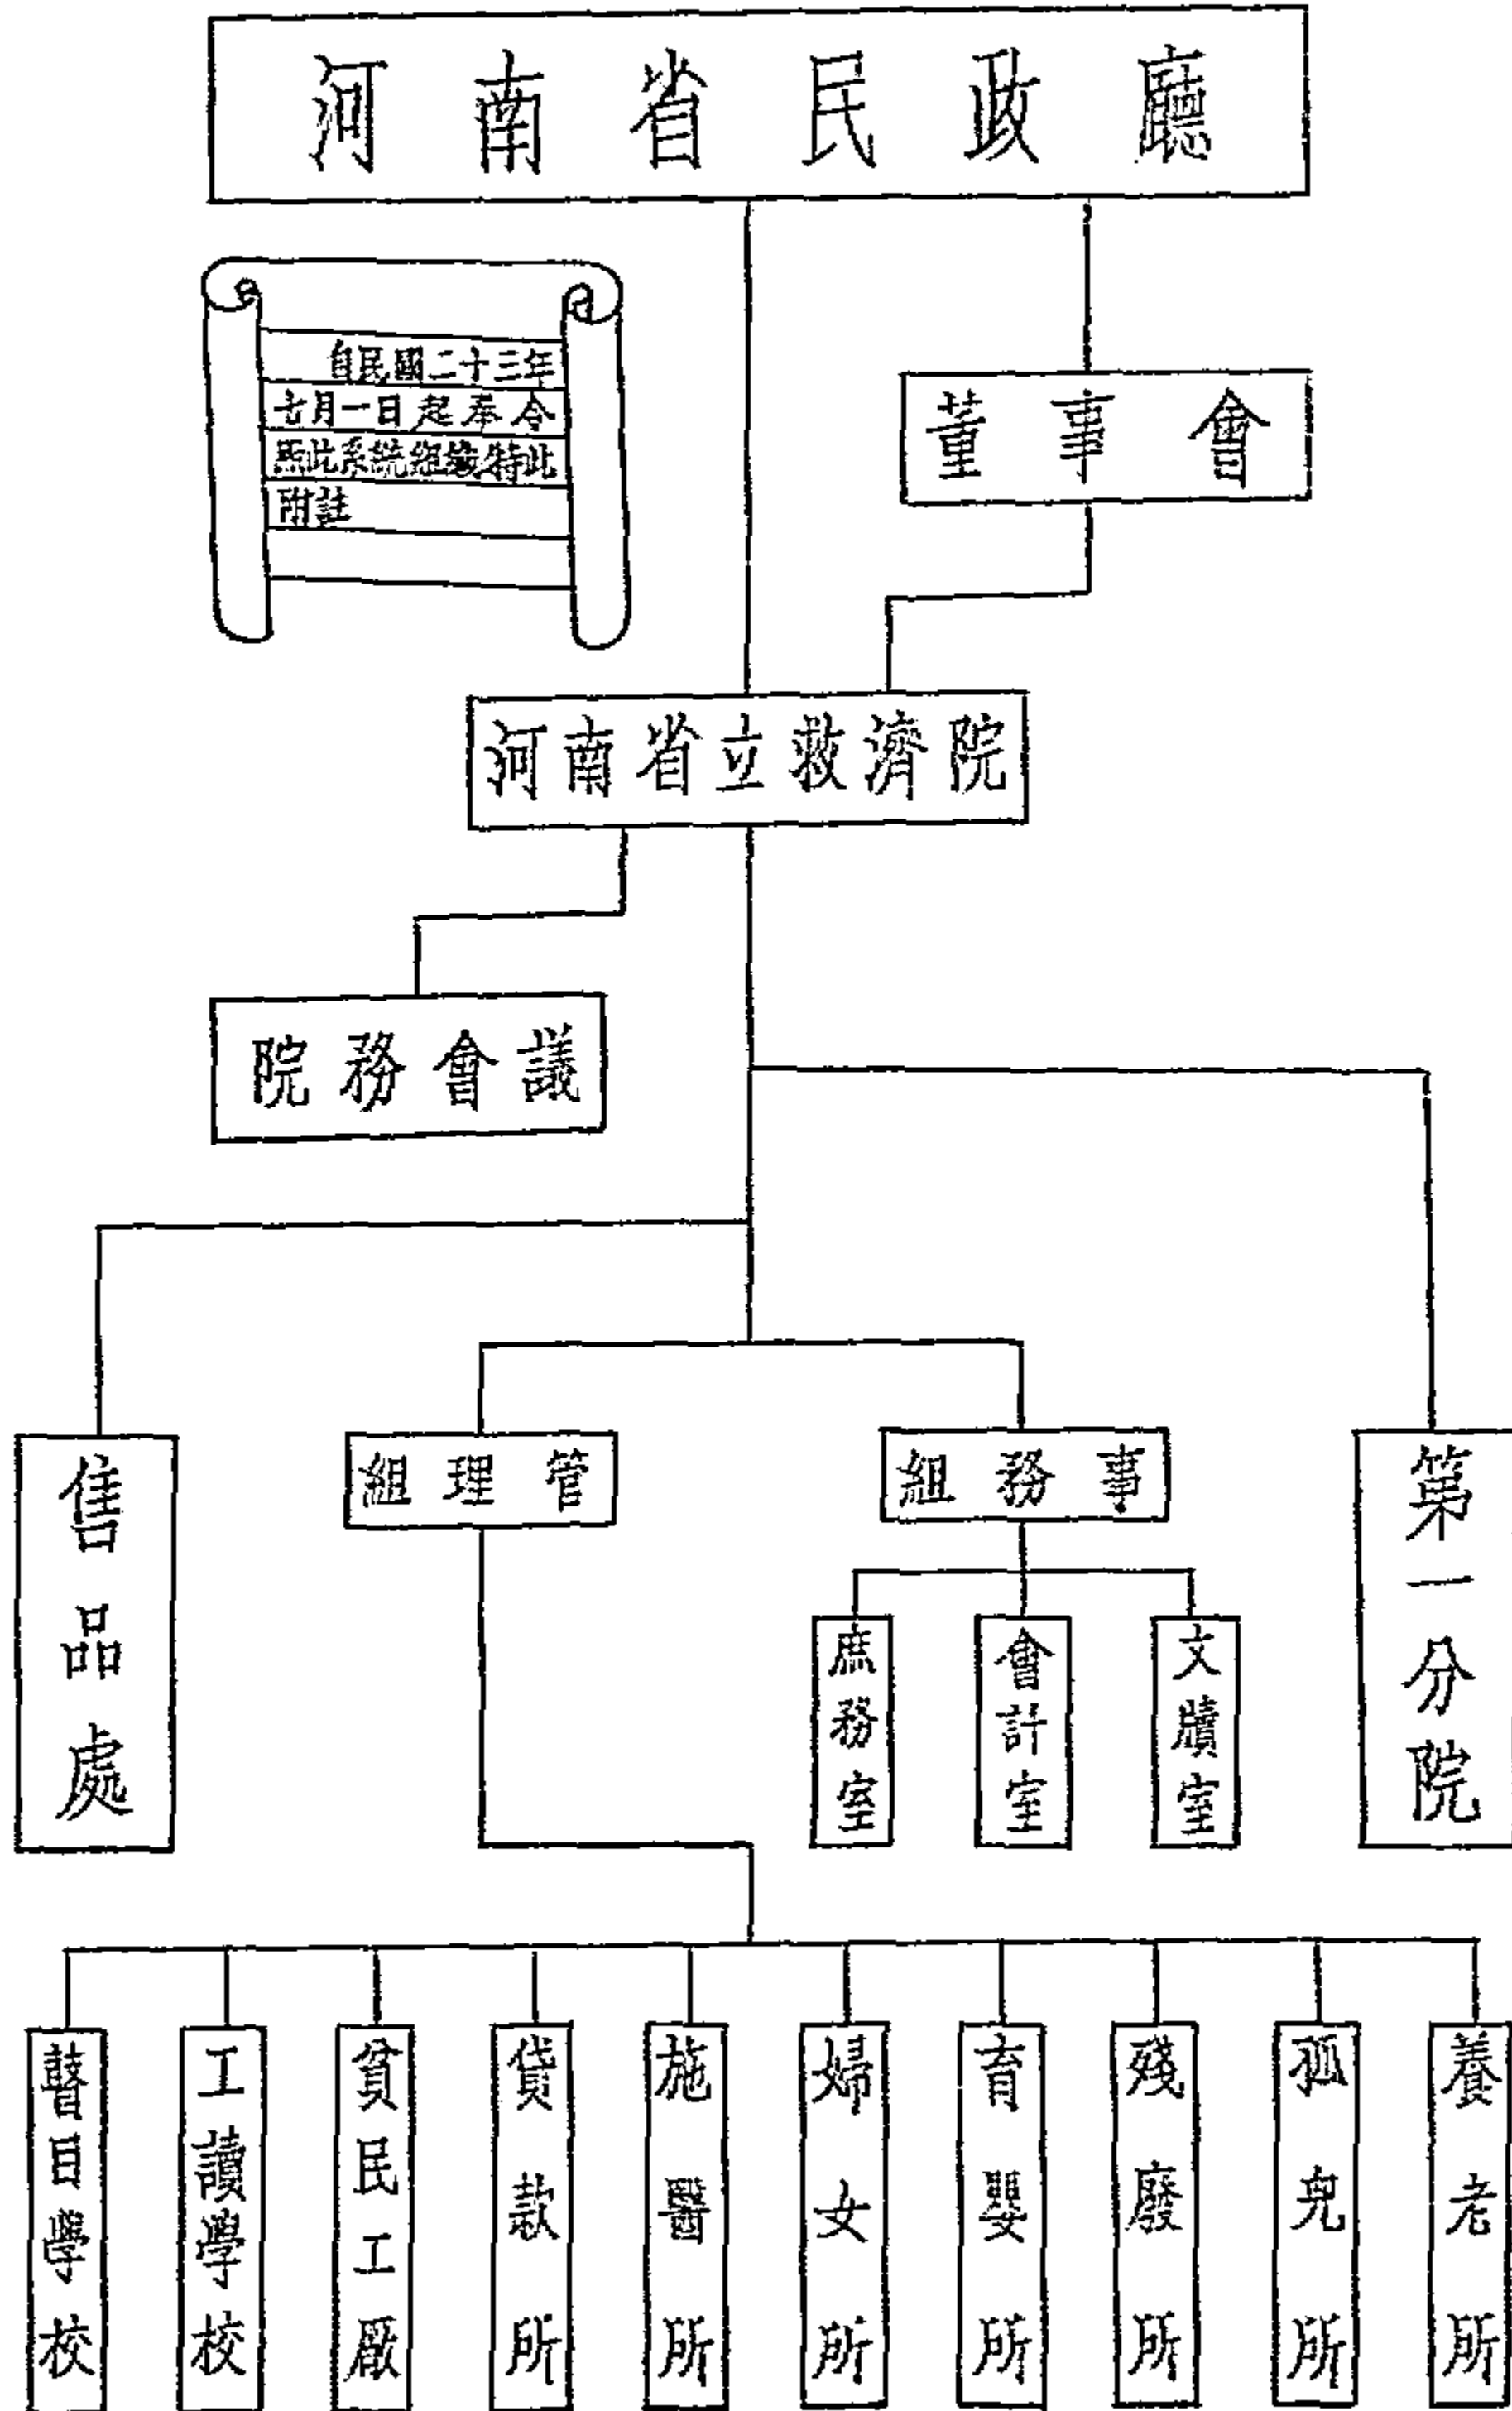 河南省民政廳
自民國二十三年
七月一日起奉令
照此系統組織特此
附註
董事會
河南省立救濟院
院務會議
售品處
組理管
組務事
第一分院
庶務室
會計室
文牘室
瞽目學校
工讀學校
貧民工廠
貸款所
施醫所
婦女所
育嬰所
殘廢所
孤兒所
養老所